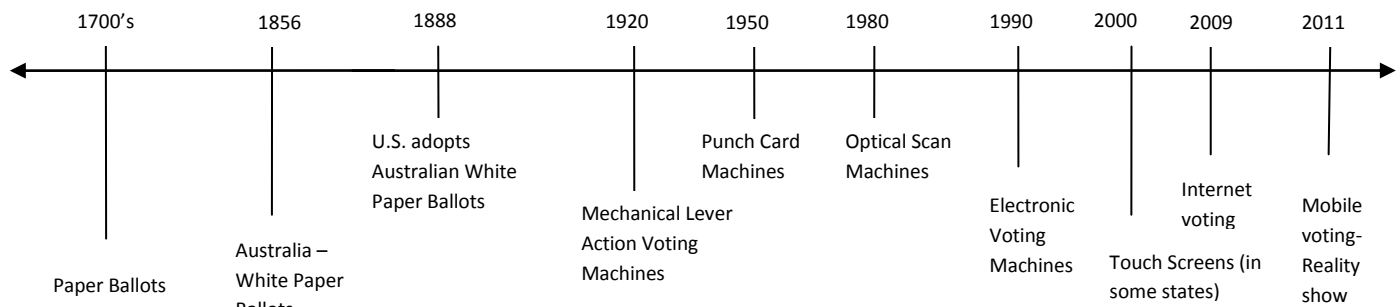 1700's
1856
1888
1920
1950
1980
1990
2000
2009
2011
Paper Ballots
Australia –
White Paper
Ballots
U.S. adopts
Australian White
Paper Ballots
Mechanical Lever
Action Voting
Machines
Punch Card
Machines
Optical Scan
Machines
Electronic
Voting
Machines
Touch Screens (in
some states)
Internet
voting
Mobile
voting-
Reality
show